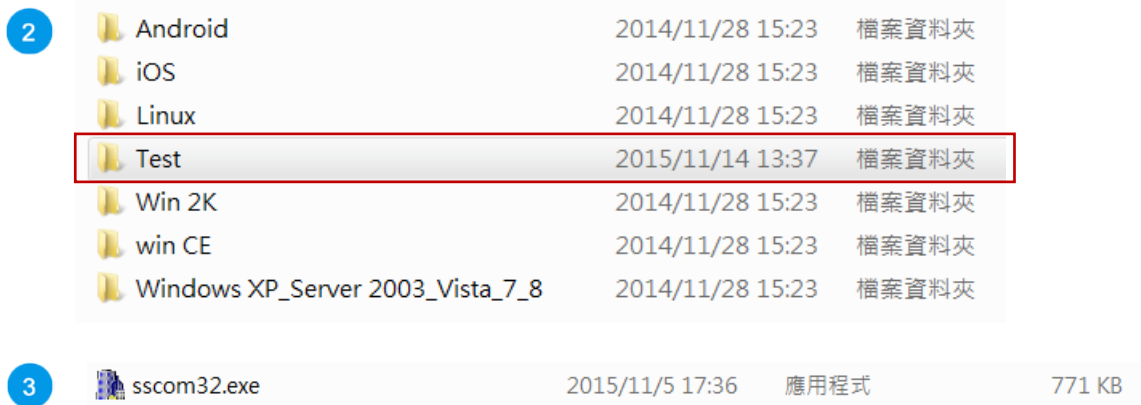 2
Android 2014/11/28 15:23 檔案資料夾
iOS 2014/11/28 15:23 檔案資料夾
Linux 2014/11/28 15:23 檔案資料夾
Test 2015/11/14 13:37 檔案資料夾
Win 2K 2014/11/28 15:23 檔案資料夾
win CE 2014/11/28 15:23 檔案資料夾
Windows XP_Server 2003_Vista_7_8 2014/11/28 15:23 檔案資料夾
3 sscom32.exe 2015/11/5 17:36 應用程式 771 KB